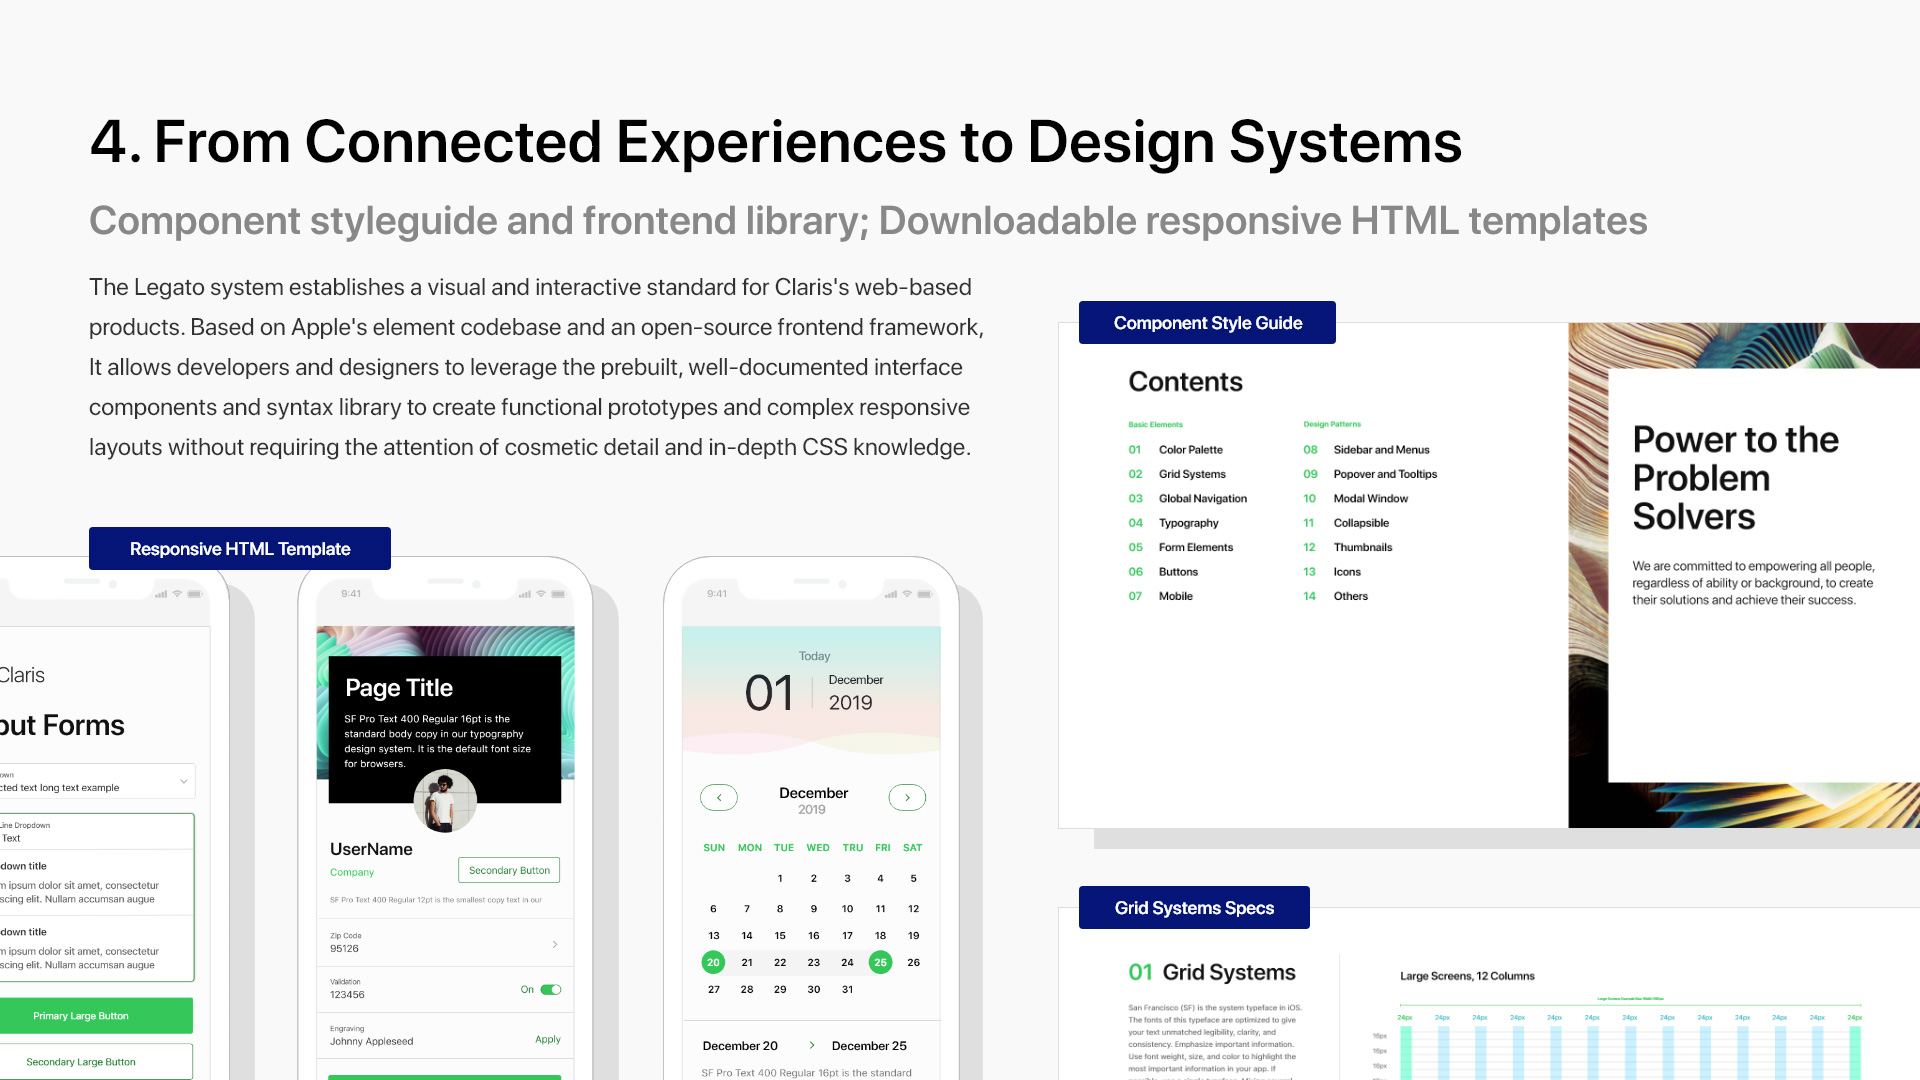 4. From Connected Experiences to Design Systems
Component styleguide and frontend library; Downloadable responsive HTML templates
The Legato system establishes a visual and interactive standard for Claris's web-based
products. Based on Apple's element codebase and an open-source frontend framework,
It allows developers and designers to leverage the prebuilt, well-documented interface
components and syntax library to create functional prototypes and complex responsive
layouts without requiring the attention of cosmetic detail and in-depth CSS knowledge.
Responsive HTML Template
Claris
put Forms
own
cted text long text example
Line Dropdown
Text
down title
m ipsum dolor sit amet, consectetur
scing elit. Nullam accumsan augue
down title
m ipsum dolor sit amet, consectetur
scing elit. Nullam accumsan augue
Primary Large Button
Secondary Large Button
9:41
Page Title
SF Pro Text 400 Regular 16pt is the
standard body copy in our typography
design system. It is the default font size
for browsers.
UserName
Company
Secondary Button
SF Pro Text 400 Regular 12pt is the smallest copy text in our
Zip Code
95126
Validation
123456
On
Engraving
Johnny Appleseed
Apply
9:41
Today
01
December
2019
December
2019
SUN MON TUE WED TRU FRI SAT
1 2 3 4 5
6 7 8 9 10 11 12
13 14 15 16 17 18 19
20 21 22 23 24 25 26
27 28 29 30 31
December 20 > December 25
SF Pro Text 400 Regular 16pt is the standard
Component Style Guide
Contents
Basic Elements
01 Color Palette
02 Grid Systems
03 Global Navigation
04 Typography
05 Form Elements
06 Buttons
07 Mobile
Design Patterns
08 Sidebar and Menus
09 Popover and Tooltips
10 Modal Window
11 Collapsible
12 Thumbnails
13 Icons
14 Others
Power to the
Problem
Solvers
We are committed to empowering all people,
regardless of ability or background, to create
their solutions and achieve their success.
Grid Systems Specs
01 Grid Systems
San Francisco (SF) is the system typeface in iOS.
The fonts of this typeface are optimized to give
your text unmatched legibility, clarity, and
consistency. Emphasize important information.
Use font weight, size, and color to highlight the
most important information in your app. If
Large Screens, 12 Columns
24px 24px 24px 24px 24px 24px 24px 24px 24px 24px 24px 24px 24px
16px
16px